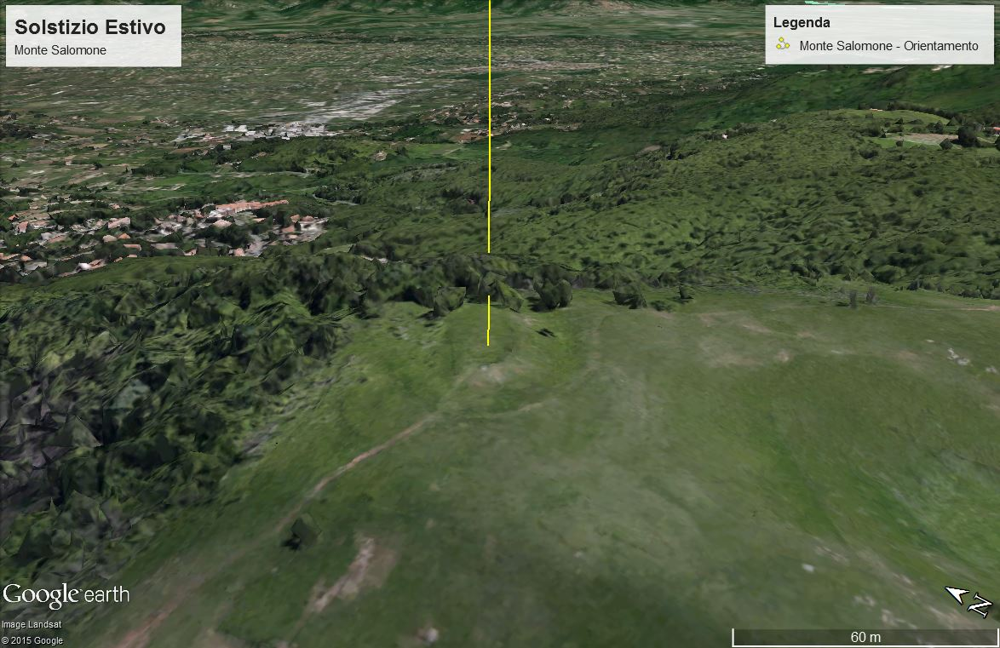 Solstizio Estivo
Monte Salomone
Legenda
Monte Salomone - Orientamento
Google earth
Image Landsat
© 2015 Google
N
60 m